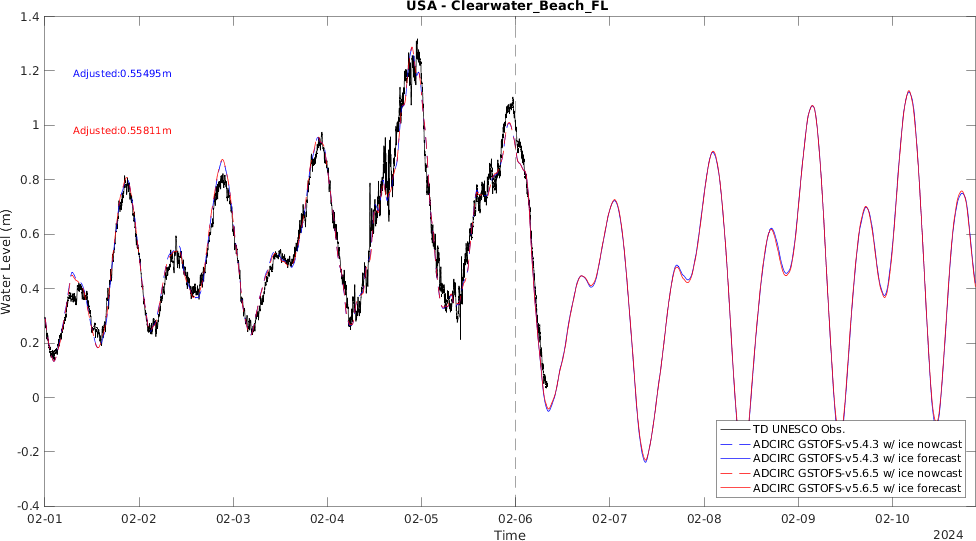 USA - Clearwater_Beach_FL
1.4
1.2
1
0.8
0.6
0.4
0.2
0
-0.2
-0.4
Water Level (m)
Adjusted:0.55495m
Adjusted:0.55811m
TD UNESCO Obs.
ADCIRC GSTOFS-v5.4.3 w/ ice nowcast
ADCIRC GSTOFS-v5.4.3 w/ ice forecast
ADCIRC GSTOFS-v5.6.5 w/ ice nowcast
ADCIRC GSTOFS-v5.6.5 w/ ice forecast
02-01 02-02 02-03 02-04 02-05 02-06 02-07 02-08 02-09 02-10
Time
2024